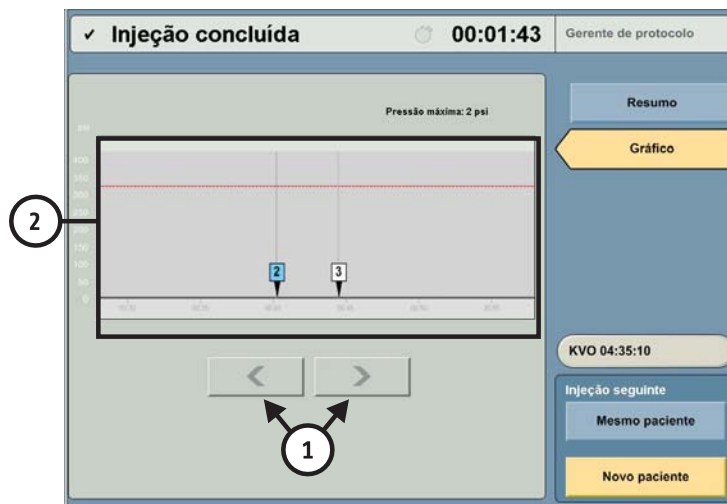 ✓ Injeção concluída 00:01:43 Gerente de protocolo
Resumo
Pressão máxima: 2 psi
psi
Gráfico
400
350
300
250
200
150
100
50
0
2
2 3
KVO 04:35:10
< >
Injeção seguinte
Mesmo paciente
1
Novo paciente